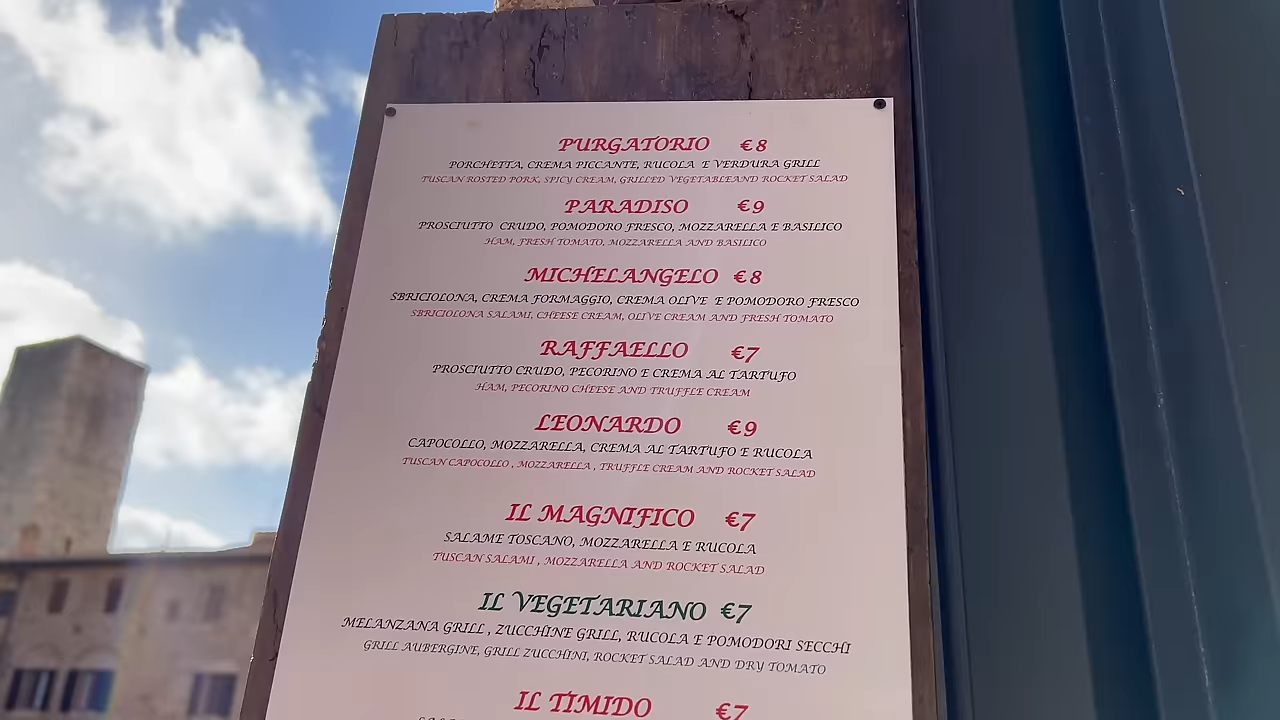 PURGATORIO €8
PORCHETTA, CREMA PICCANTE, RUCOLA E VERDURA GRILL
TUSCAN ROSTED PORK, SPICY CREAM, GRILLED VEGETABLEAND ROCKET SALAD
PARADISO €9
PROSCIUTTO CRUDO, POMODORO FRESCO, MOZZARELLA E BASILICO
HAM, FRESH TOMATO, MOZZARELLA AND BASILICO
MICHELANGELO €8
SBRICIOLONA, CREMA FORMAGGIO, CREMA OLIVE E POMODORO FRESCO
SBRICIOLONA SALAMI, CHEESE CREAM, OLIVE CREAM AND FRESH TOMATO
RAFFAELLO €7
PROSCIUTTO CRUDO, PECORINO E CREMA AL TARTUFO
HAM, PECORINO CHEESE AND TRUFFLE CREAM
LEONARDO €9
CAPOCOLLO, MOZZARELLA, CREMA AL TARTUFO E RUCOLA
TUSCAN CAPOCOLLO , MOZZARELLA , TRUFFLE CREAM AND ROCKET SALAD
IL MAGNIFICO €7
SALAME TOSCANO, MOZZARELLA E RUCOLA
TUSCAN SALAMI , MOZZARELLA AND ROCKET SALAD
IL VEGETARIANO €7
MELANZANA GRILL , ZUCCHINE GRILL, RUCOLA E POMODORI SECCHI
GRILL AUBERGINE, GRILL ZUCCHINI, ROCKET SALAD AND DRY TOMATO
IL TIMIDO €7